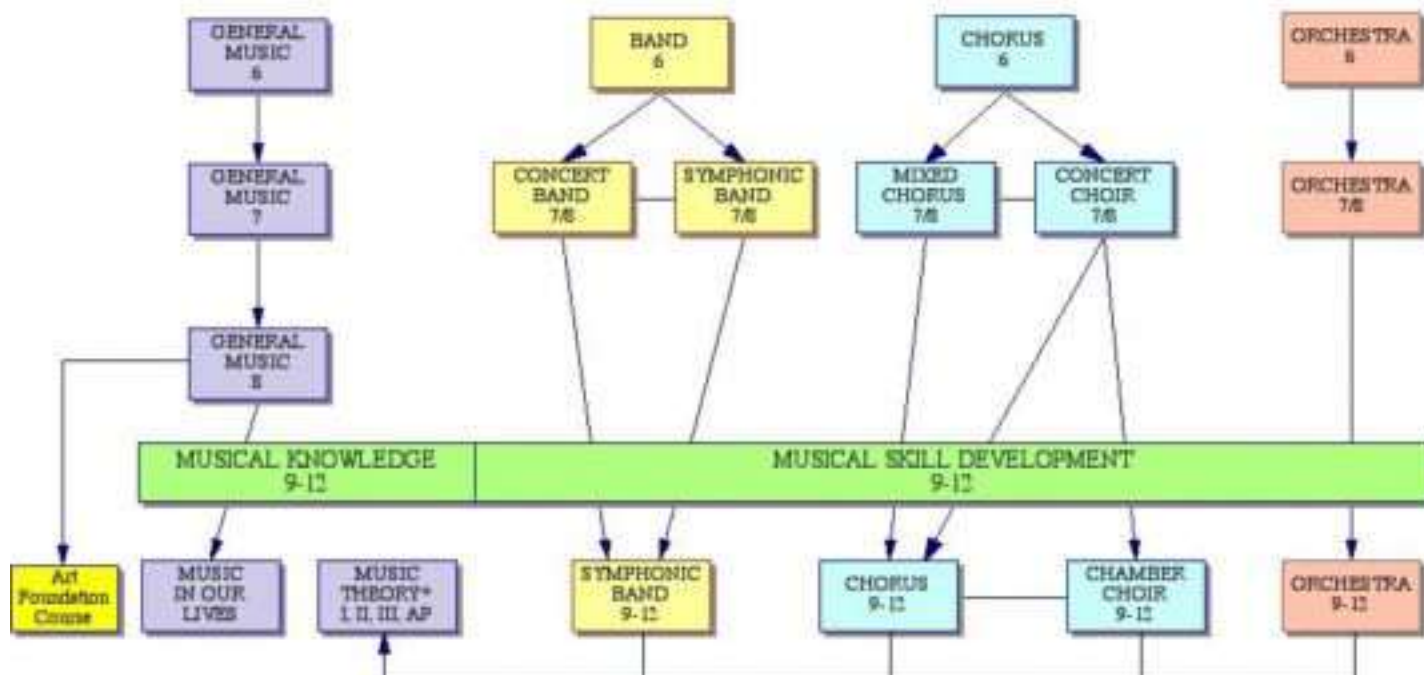 GENERAL
MUSIC
6
BAND
6
CHORUS
6
ORCHESTRA
6
GENERAL
MUSIC
7
CONCERT
BAND
7/8
SYMPHONIC
BAND
7/8
MIXED
CHORUS
7/8
CONCERT
CHOIR
7/8
ORCHESTRA
7/8
GENERAL
MUSIC
8
MUSICAL KNOWLEDGE
9-12
MUSICAL SKILL DEVELOPMENT
9-12
Art
Foundation
Course
MUSIC
IN OUR
LIVES
MUSIC
THEORY*
I, II, III, AP
SYMPHONIC
BAND
9-12
CHORUS
9-12
CHAMBER
CHOIR
9-12
ORCHESTRA
9-12